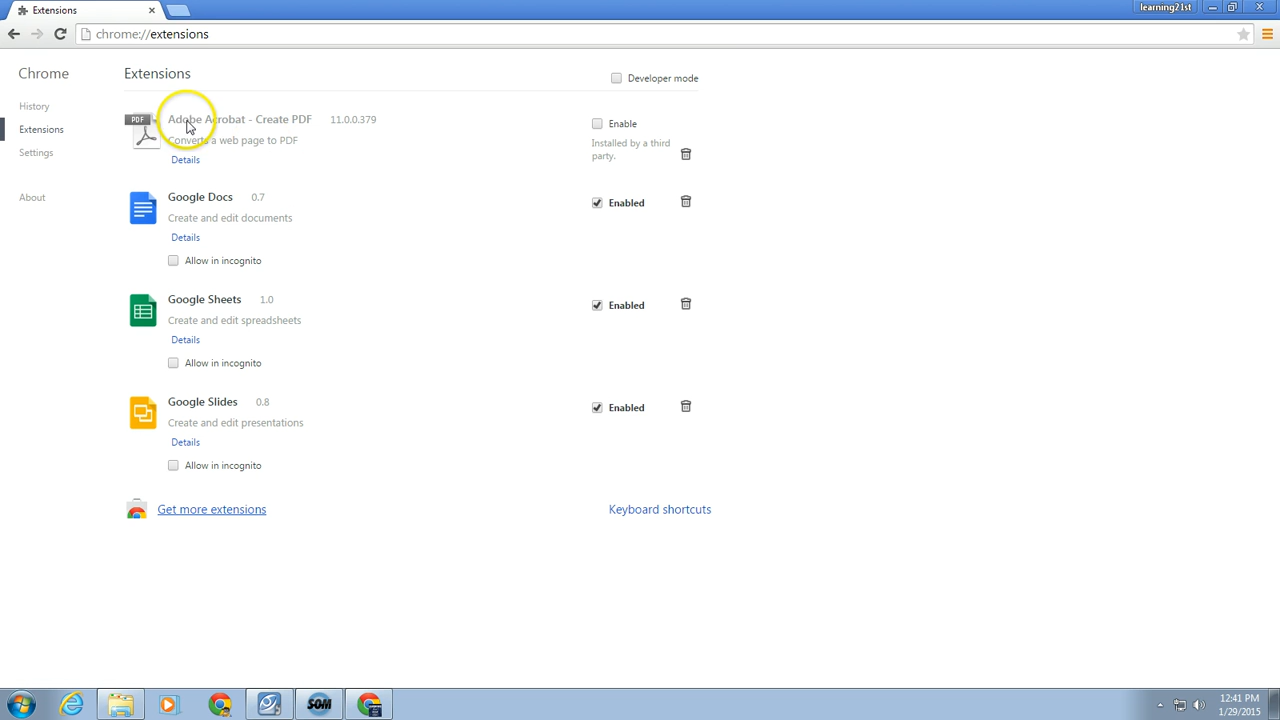 Extensions
learning21st
chrome://extensions
Chrome
Extensions
Developer mode
History
Extensions
Settings
About
PDF
Adobe Acrobat - Create PDF 11.0.0.379
Converts a web page to PDF
Details
Enable
Installed by a third
party.
Google Docs 0.7
Create and edit documents
Details
Allow in incognito
Enabled
Google Sheets 1.0
Create and edit spreadsheets
Details
Allow in incognito
Enabled
Google Slides 0.8
Create and edit presentations
Details
Allow in incognito
Enabled
Get more extensions
Keyboard shortcuts
SOM
12:41 PM
1/29/2015